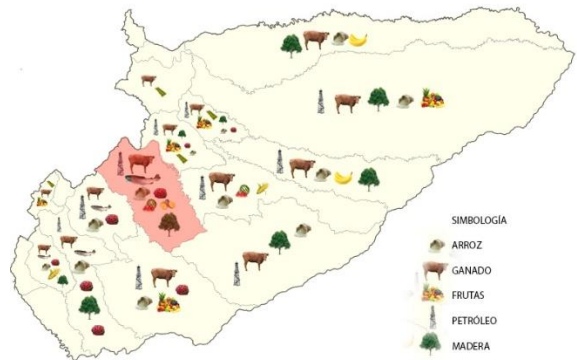 SIMBOLOGÍA
ARROZ
GANADO
FRUTAS
PETRÓLEO
MADERA